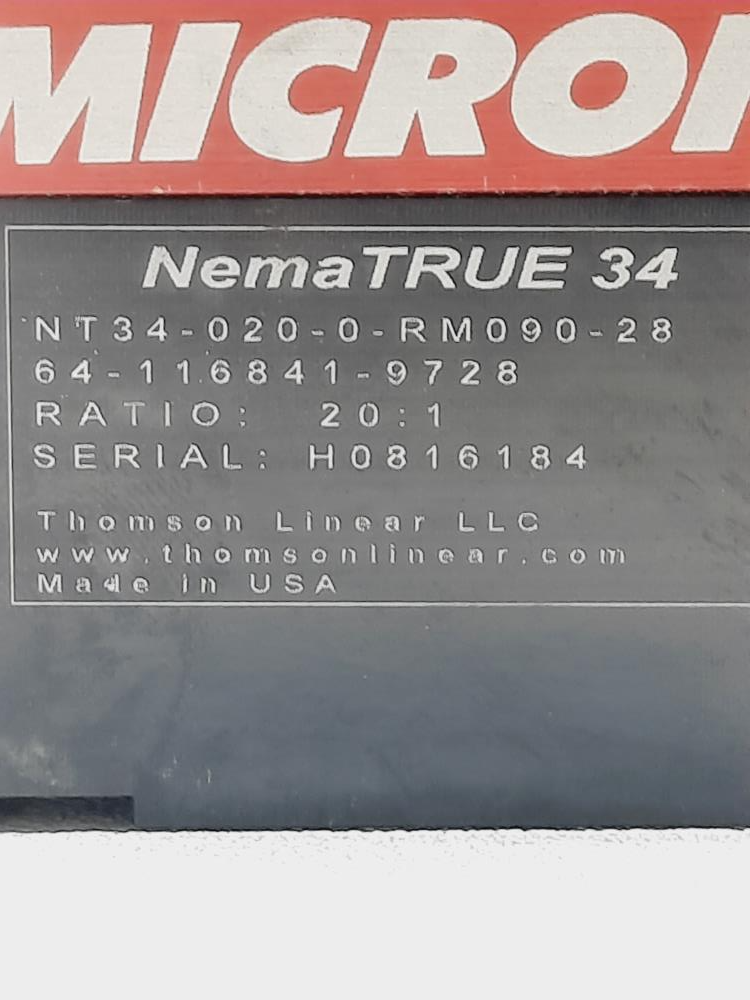 MICRON
NemaTRUE 34
NT34-020-0-RM090-28
64-116841-9728
RATIO: 20:1
SERIAL: H0816184
Thomson Linear LLC
www.thomsonlinear.com
Made in USA